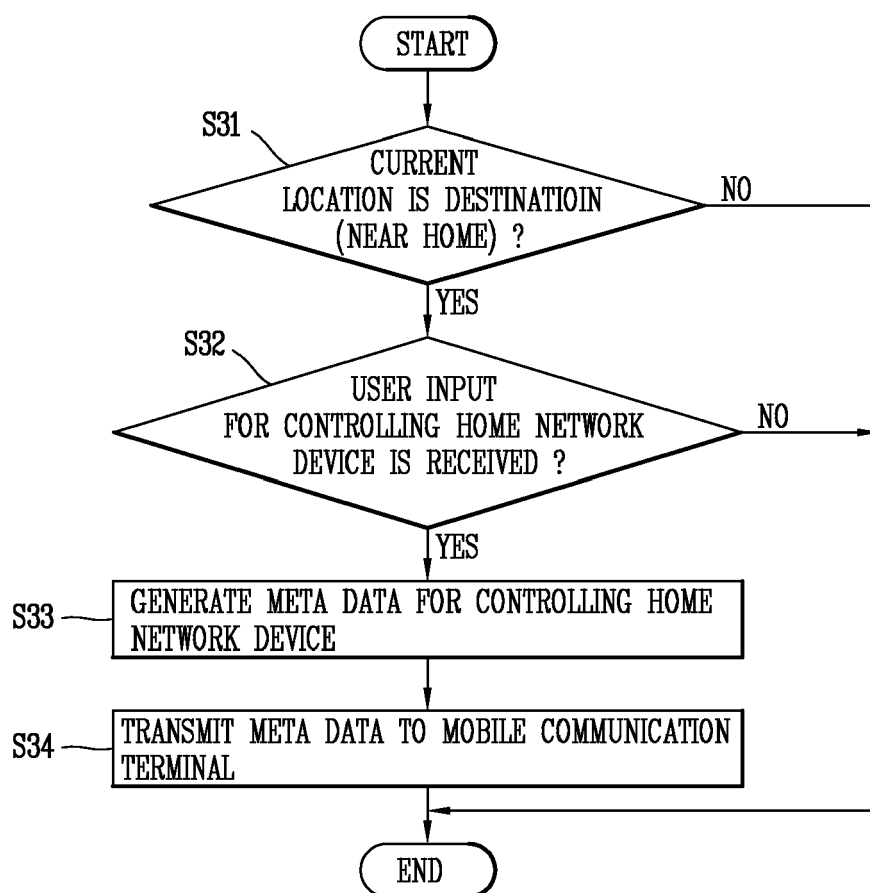 START
S31
CURRENT
LOCATION IS DESTINATIOIN
(NEAR HOME) ?
NO
YES
S32
USER INPUT
FOR CONTROLLING HOME NETWORK
DEVICE IS RECEIVED ?
NO
YES
S33
GENERATE META DATA FOR CONTROLLING HOME
NETWORK DEVICE
S34
TRANSMIT META DATA TO MOBILE COMMUNICATION
TERMINAL
END